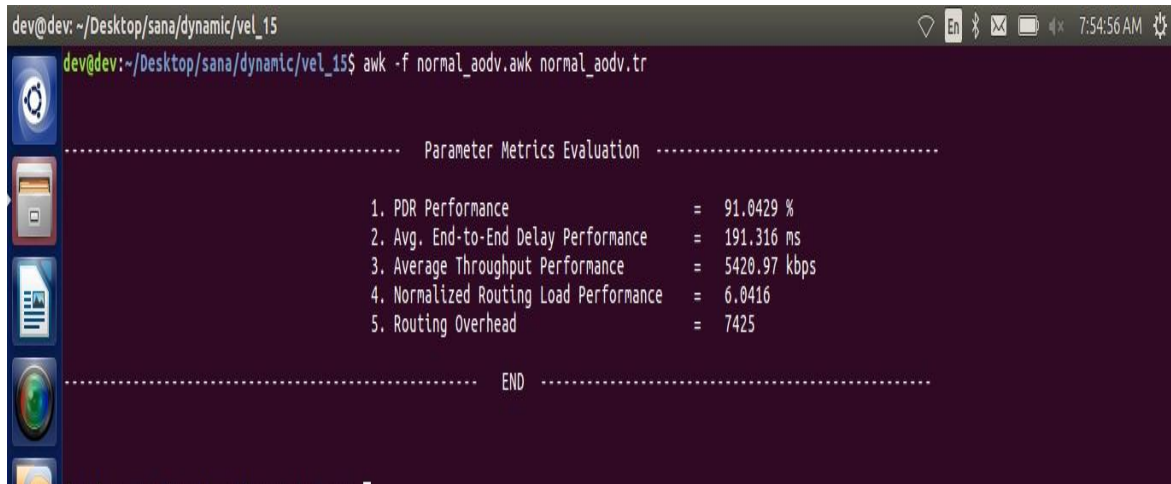 dev@dev: ~/Desktop/sana/dynamic/vel_15 En 7:54:56 AM
dev@dev:~/Desktop/sana/dynamic/vel_15$ awk -f normal_aodv.awk normal_aodv.tr
------------------------------------------ Parameter Metrics Evaluation -----------------------------------
1. PDR Performance = 91.0429 %
2. Avg. End-to-End Delay Performance = 191.316 ms
3. Average Throughput Performance = 5420.97 kbps
4. Normalized Routing Load Performance = 6.0416
5. Routing Overhead = 7425
---------------------------------------------------- END -------------------------------------------------